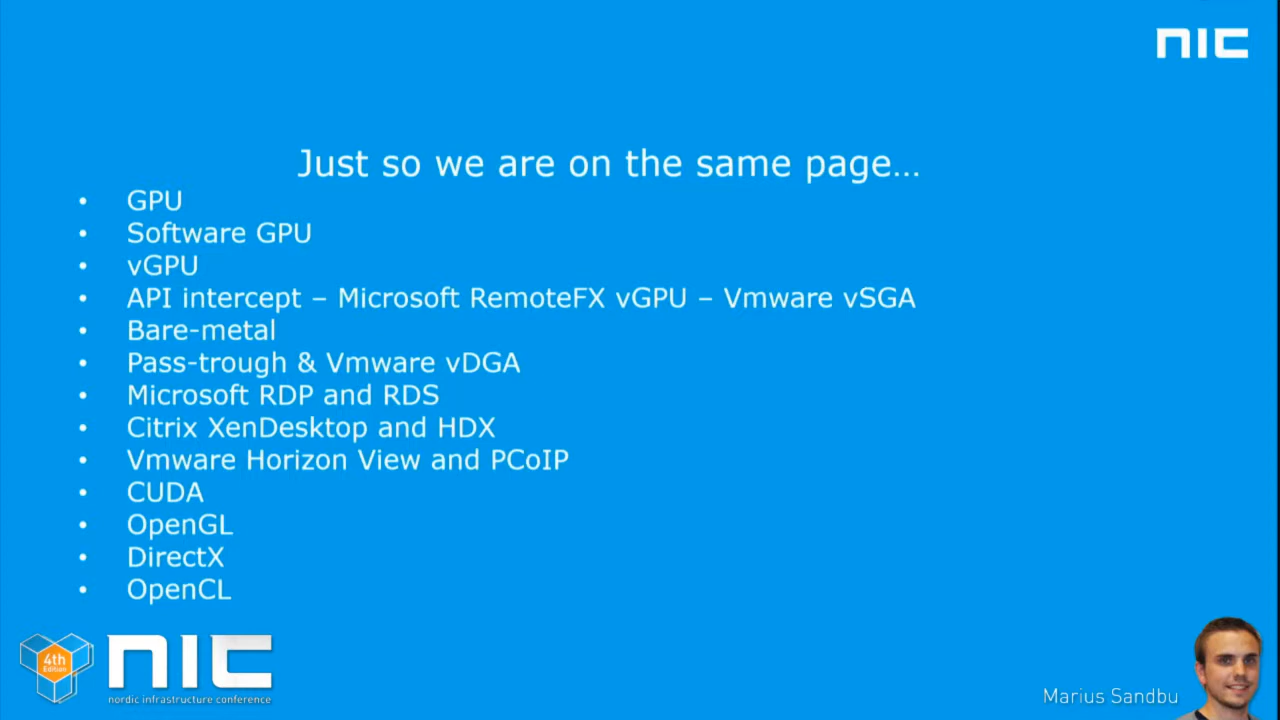 nic
Just so we are on the same page...
• GPU
• Software GPU
• vGPU
• API intercept – Microsoft RemoteFX vGPU – Vmware vSGA
• Bare-metal
• Pass-trough & Vmware vDGA
• Microsoft RDP and RDS
• Citrix XenDesktop and HDX
• Vmware Horizon View and PCoIP
• CUDA
• OpenGL
• DirectX
• OpenCL
4th
Edition
nic
nordic infrastructure conference
Marius Sandbu